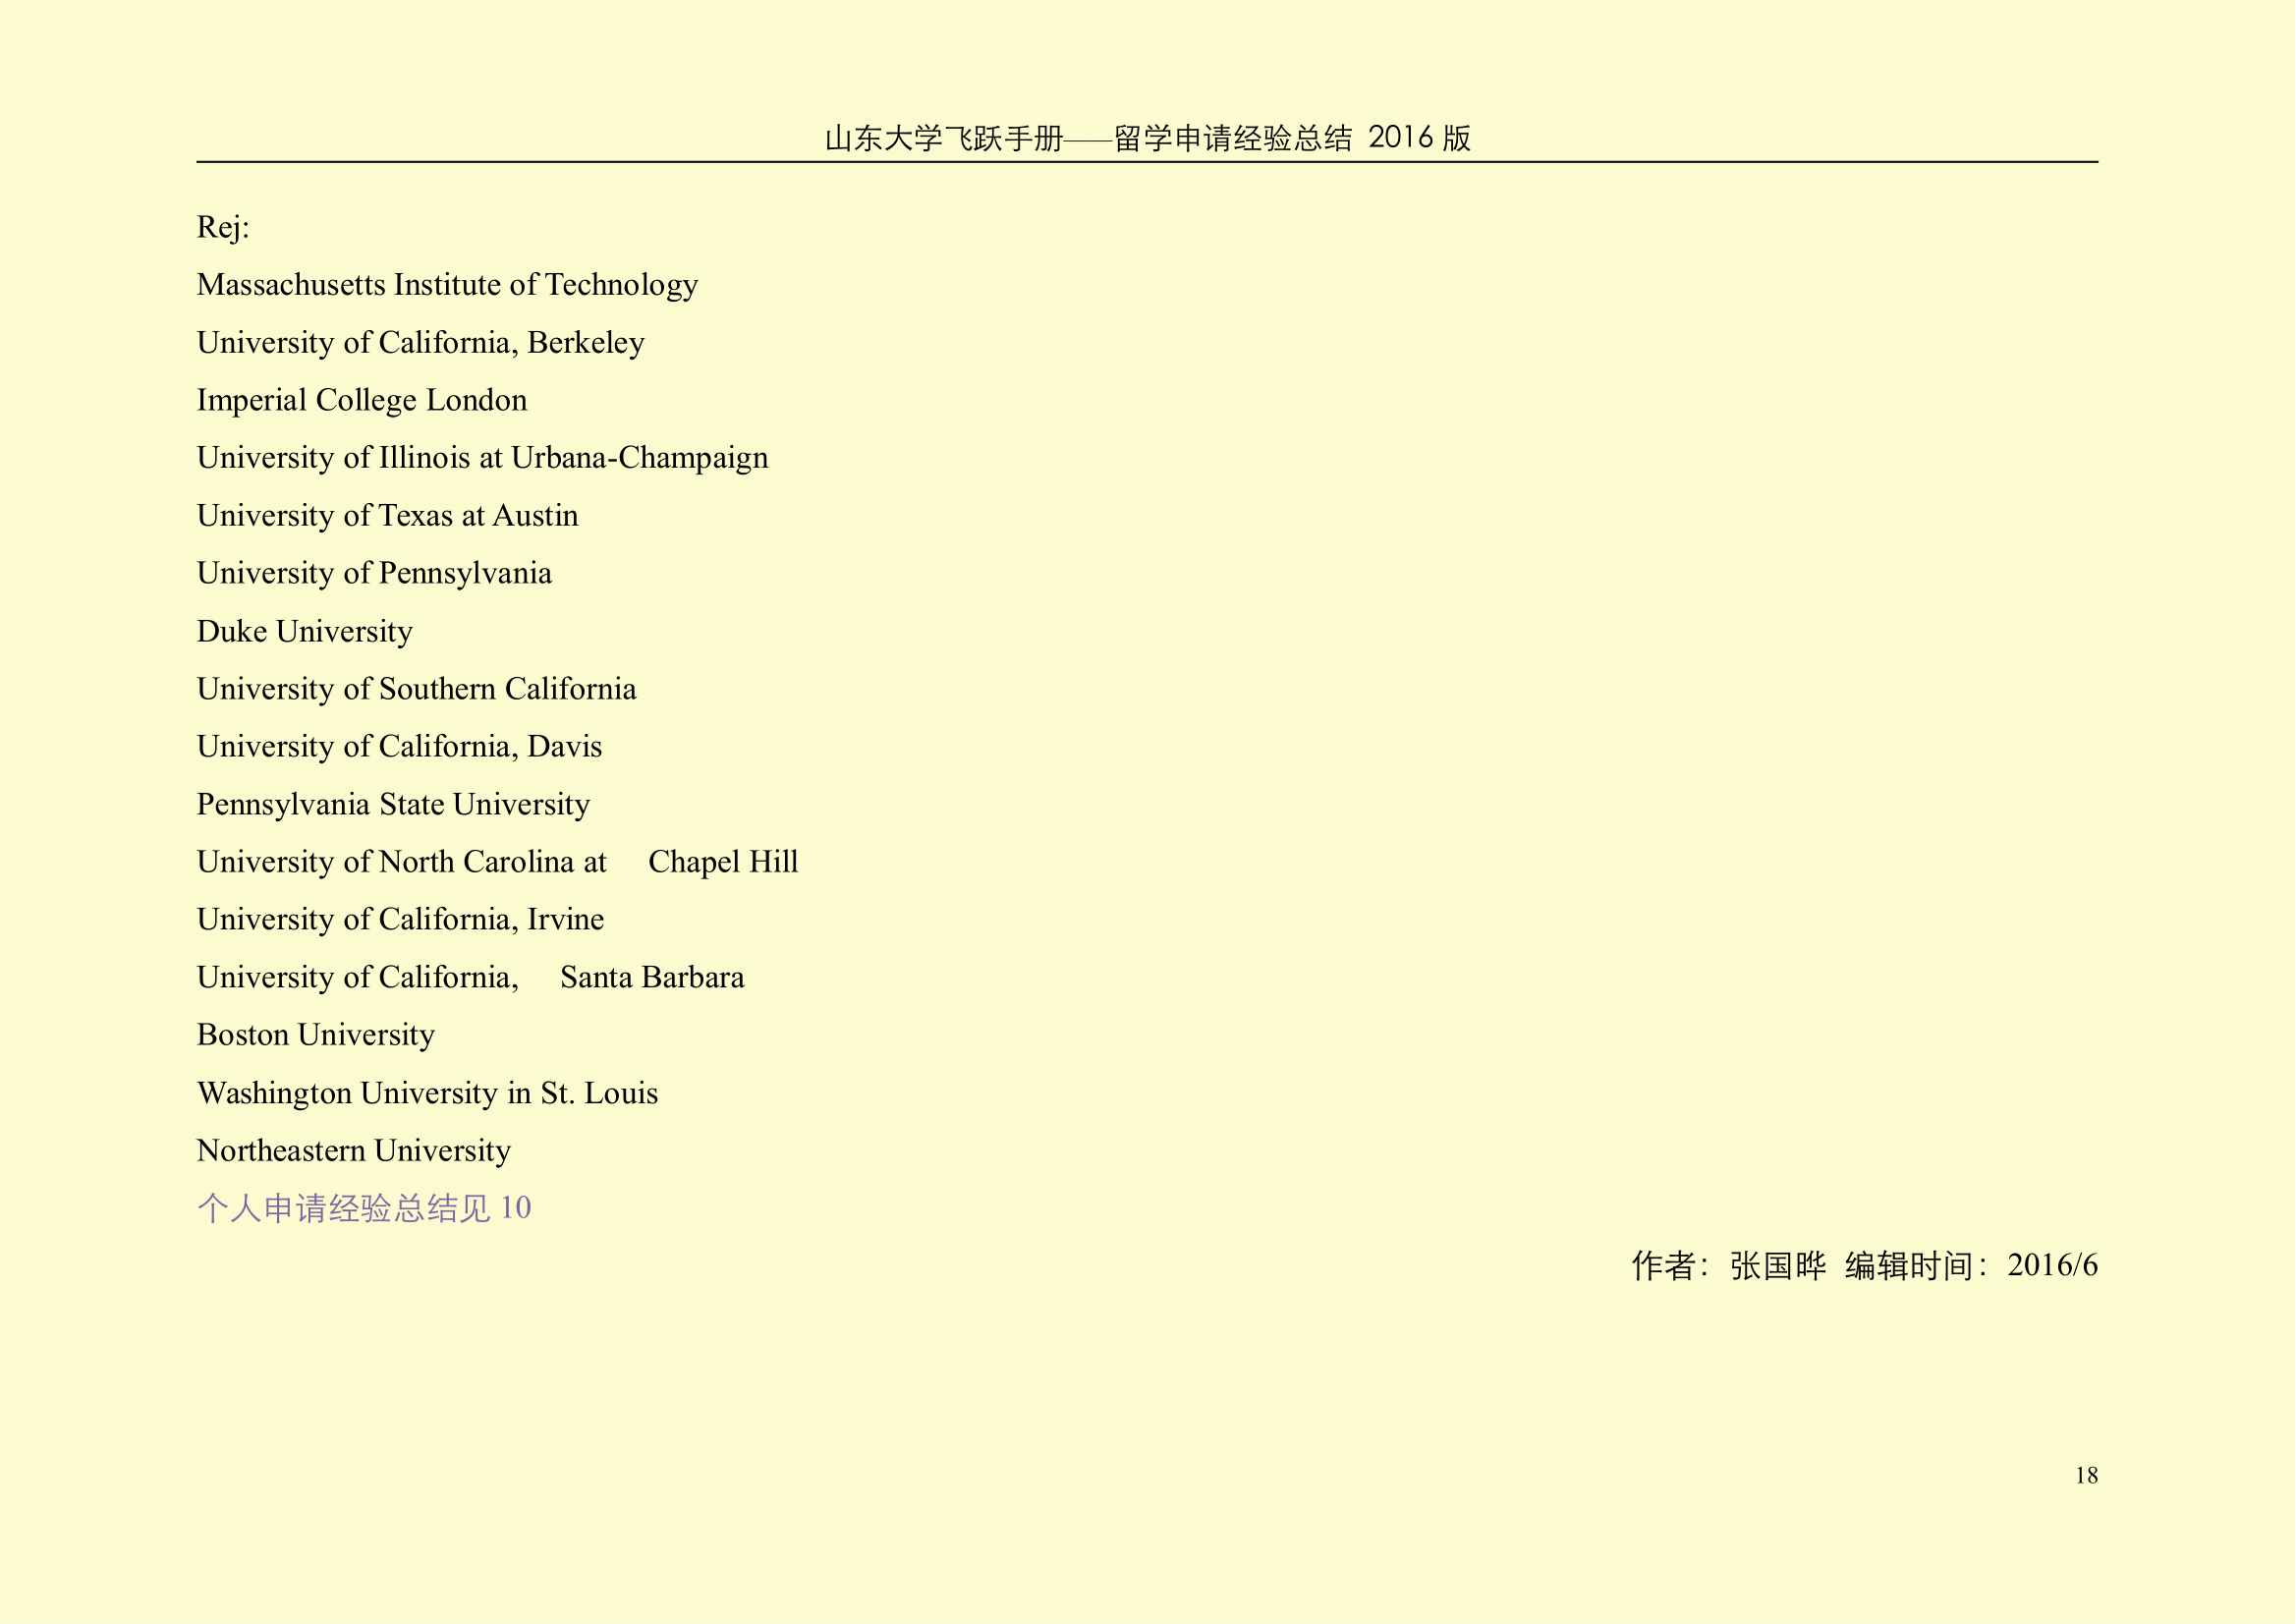 山东大学飞跃手册——留学申请经验总结 2016 版
Rej:
Massachusetts Institute of Technology
University of California, Berkeley
Imperial College London
University of Illinois at Urbana-Champaign
University of Texas at Austin
University of Pennsylvania
Duke University
University of Southern California
University of California, Davis
Pennsylvania State University
University of North Carolina at Chapel Hill
University of California, Irvine
University of California, Santa Barbara
Boston University
Washington University in St. Louis
Northeastern University
个人申请经验总结见 10
作者：张国晔 编辑时间：2016/6
18